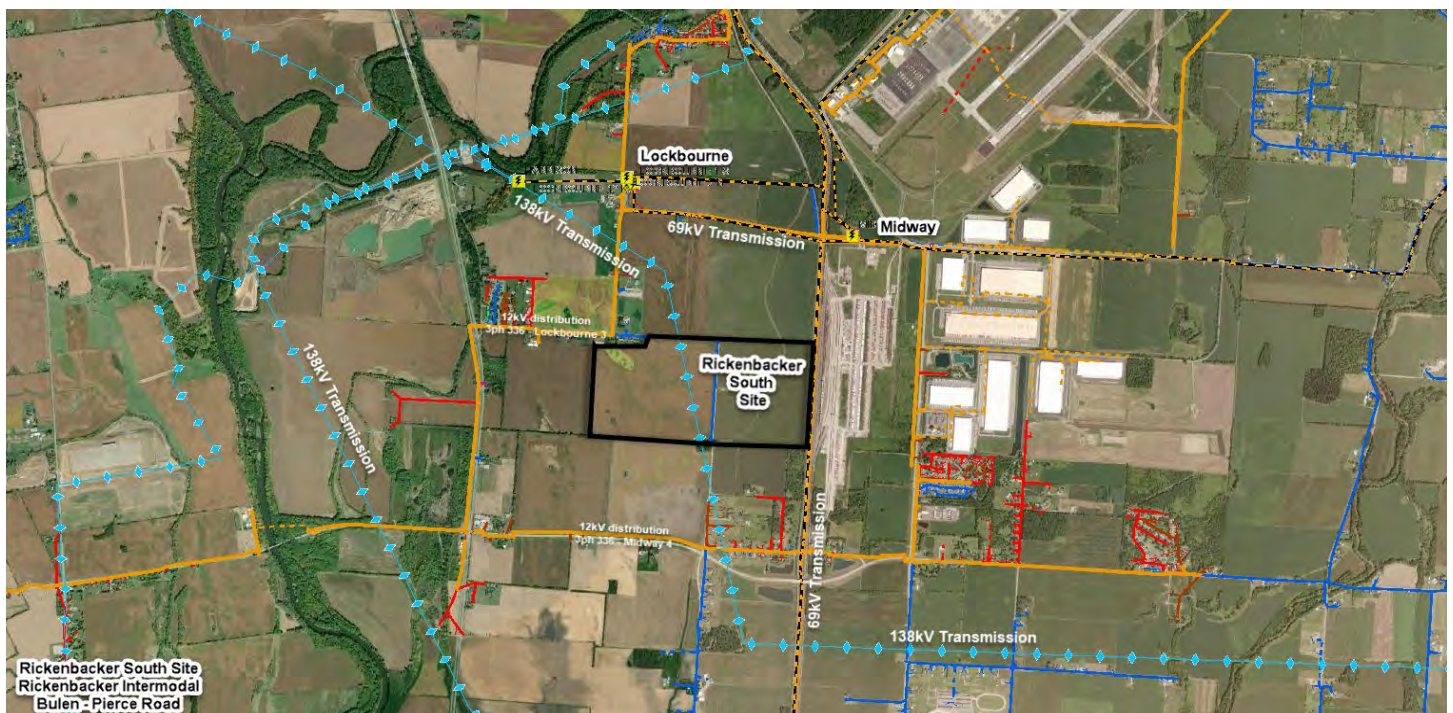 Lockbourne
138kV Transmission
69kV Transmission
Midway
12kV distribution
3ph 336 - Lockbourne 3
Rickenbacker
South
Site
138kV Transmission
12kV distribution
3ph 336 - Midway 4
69kV Transmission
138kV Transmission
Rickenbacker South Site
Rickenbacker Intermodal
Bulen - Pierce Road